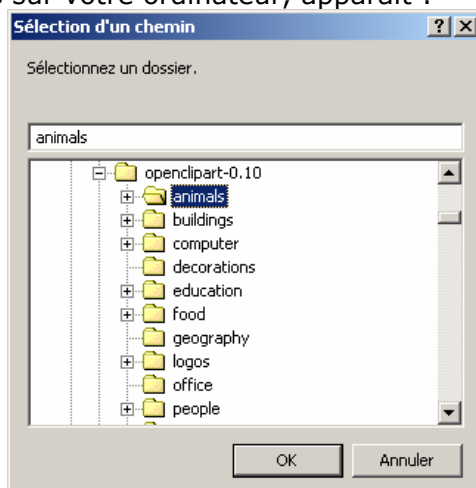 sur votre ordinateur, apparaît :
Sélection d'un chemin
Sélectionnez un dossier.
animals
openclipart-0.10
animals
buildings
computer
decorations
education
food
geography
logos
office
people
OK
Annuler